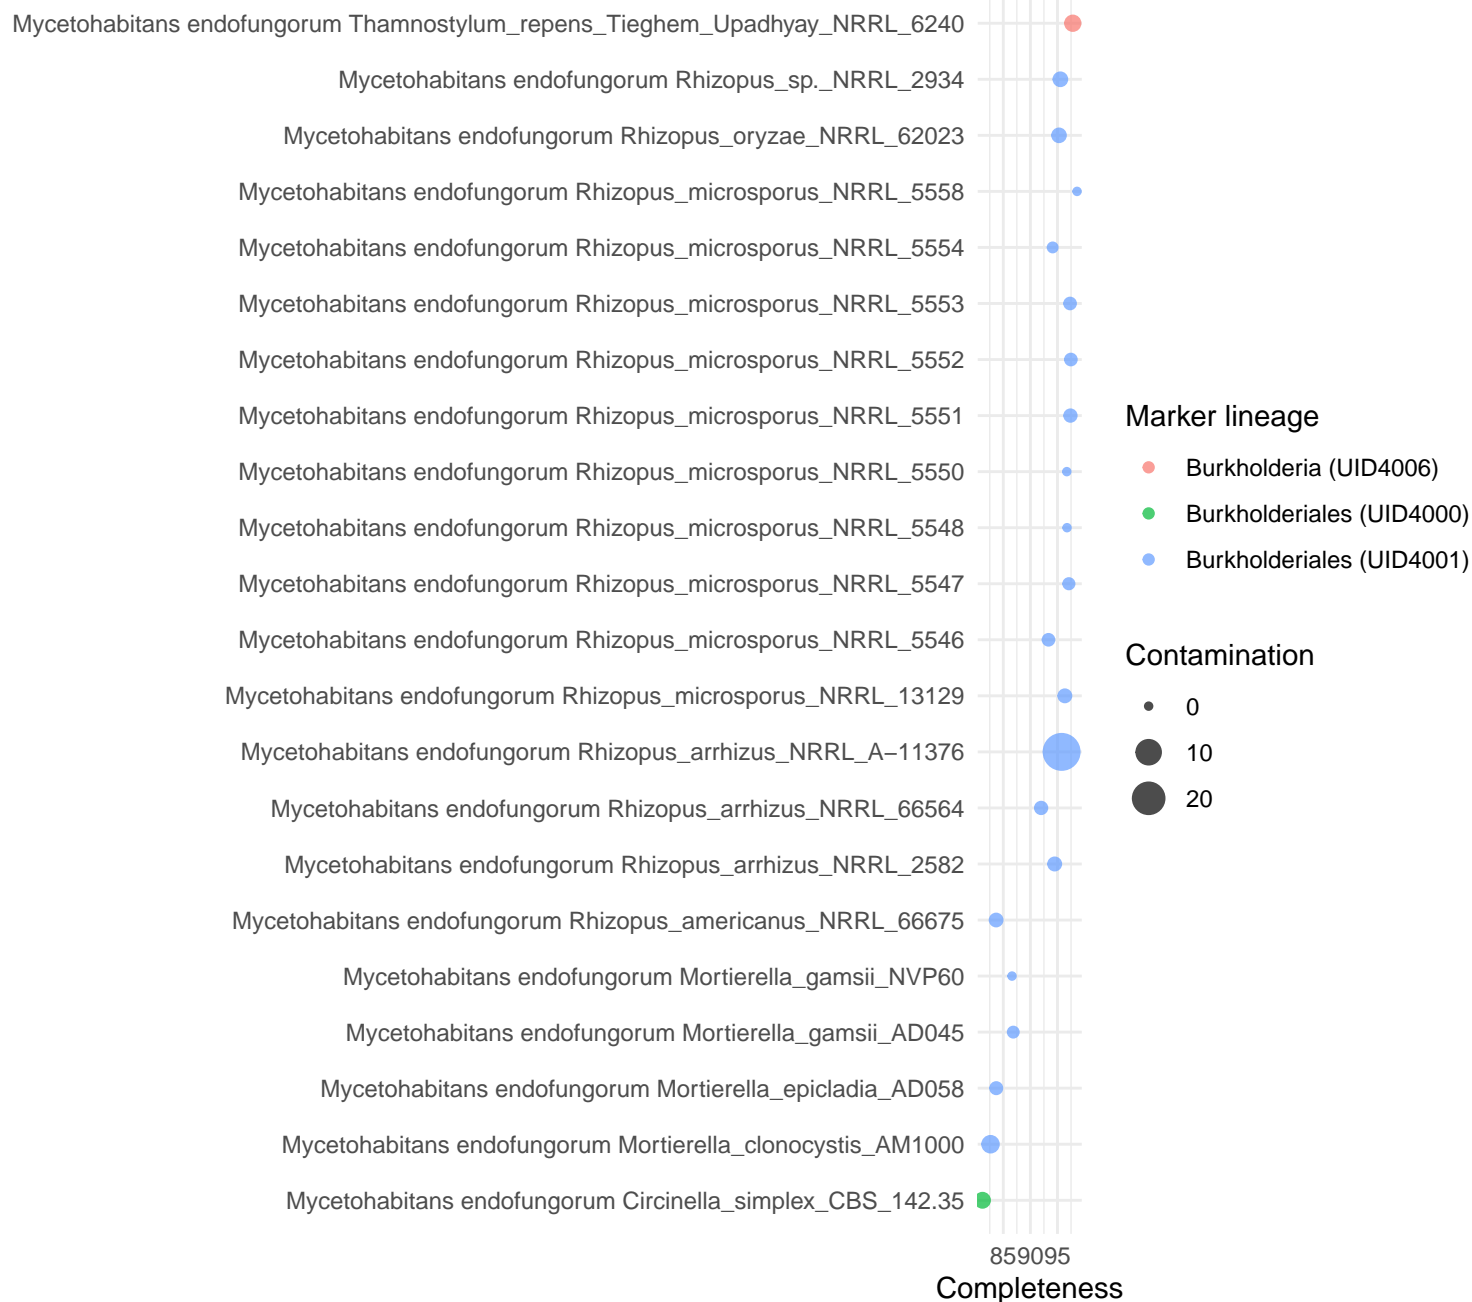 Mycetohabitans endofungorum Thamnostylum_repens_Tieghem_Upadhyay_NRRL_6240
Mycetohabitans endofungorum Rhizopus_sp._NRRL_2934
Mycetohabitans endofungorum Rhizopus_oryzae_NRRL_62023
Mycetohabitans endofungorum Rhizopus_microsporus_NRRL_5558
Mycetohabitans endofungorum Rhizopus_microsporus_NRRL_5554
Mycetohabitans endofungorum Rhizopus_microsporus_NRRL_5553
Mycetohabitans endofungorum Rhizopus_microsporus_NRRL_5552
Mycetohabitans endofungorum Rhizopus_microsporus_NRRL_5551
Mycetohabitans endofungorum Rhizopus_microsporus_NRRL_5550
Mycetohabitans endofungorum Rhizopus_microsporus_NRRL_5548
Mycetohabitans endofungorum Rhizopus_microsporus_NRRL_5547
Mycetohabitans endofungorum Rhizopus_microsporus_NRRL_5546
Mycetohabitans endofungorum Rhizopus_microsporus_NRRL_13129
Mycetohabitans endofungorum Rhizopus_arrhizus_NRRL_A−11376
Mycetohabitans endofungorum Rhizopus_arrhizus_NRRL_66564
Mycetohabitans endofungorum Rhizopus_arrhizus_NRRL_2582
Mycetohabitans endofungorum Rhizopus_americanus_NRRL_66675
Mycetohabitans endofungorum Mortierella_gamsii_NVP60
Mycetohabitans endofungorum Mortierella_gamsii_AD045
Mycetohabitans endofungorum Mortierella_epicladia_AD058
Mycetohabitans endofungorum Mortierella_clonocystis_AM1000
Mycetohabitans endofungorum Circinella_simplex_CBS_142.35
859095
Completeness
Marker lineage
Burkholderia (UID4006)
Burkholderiales (UID4000)
Burkholderiales (UID4001)
Contamination
0
10
20